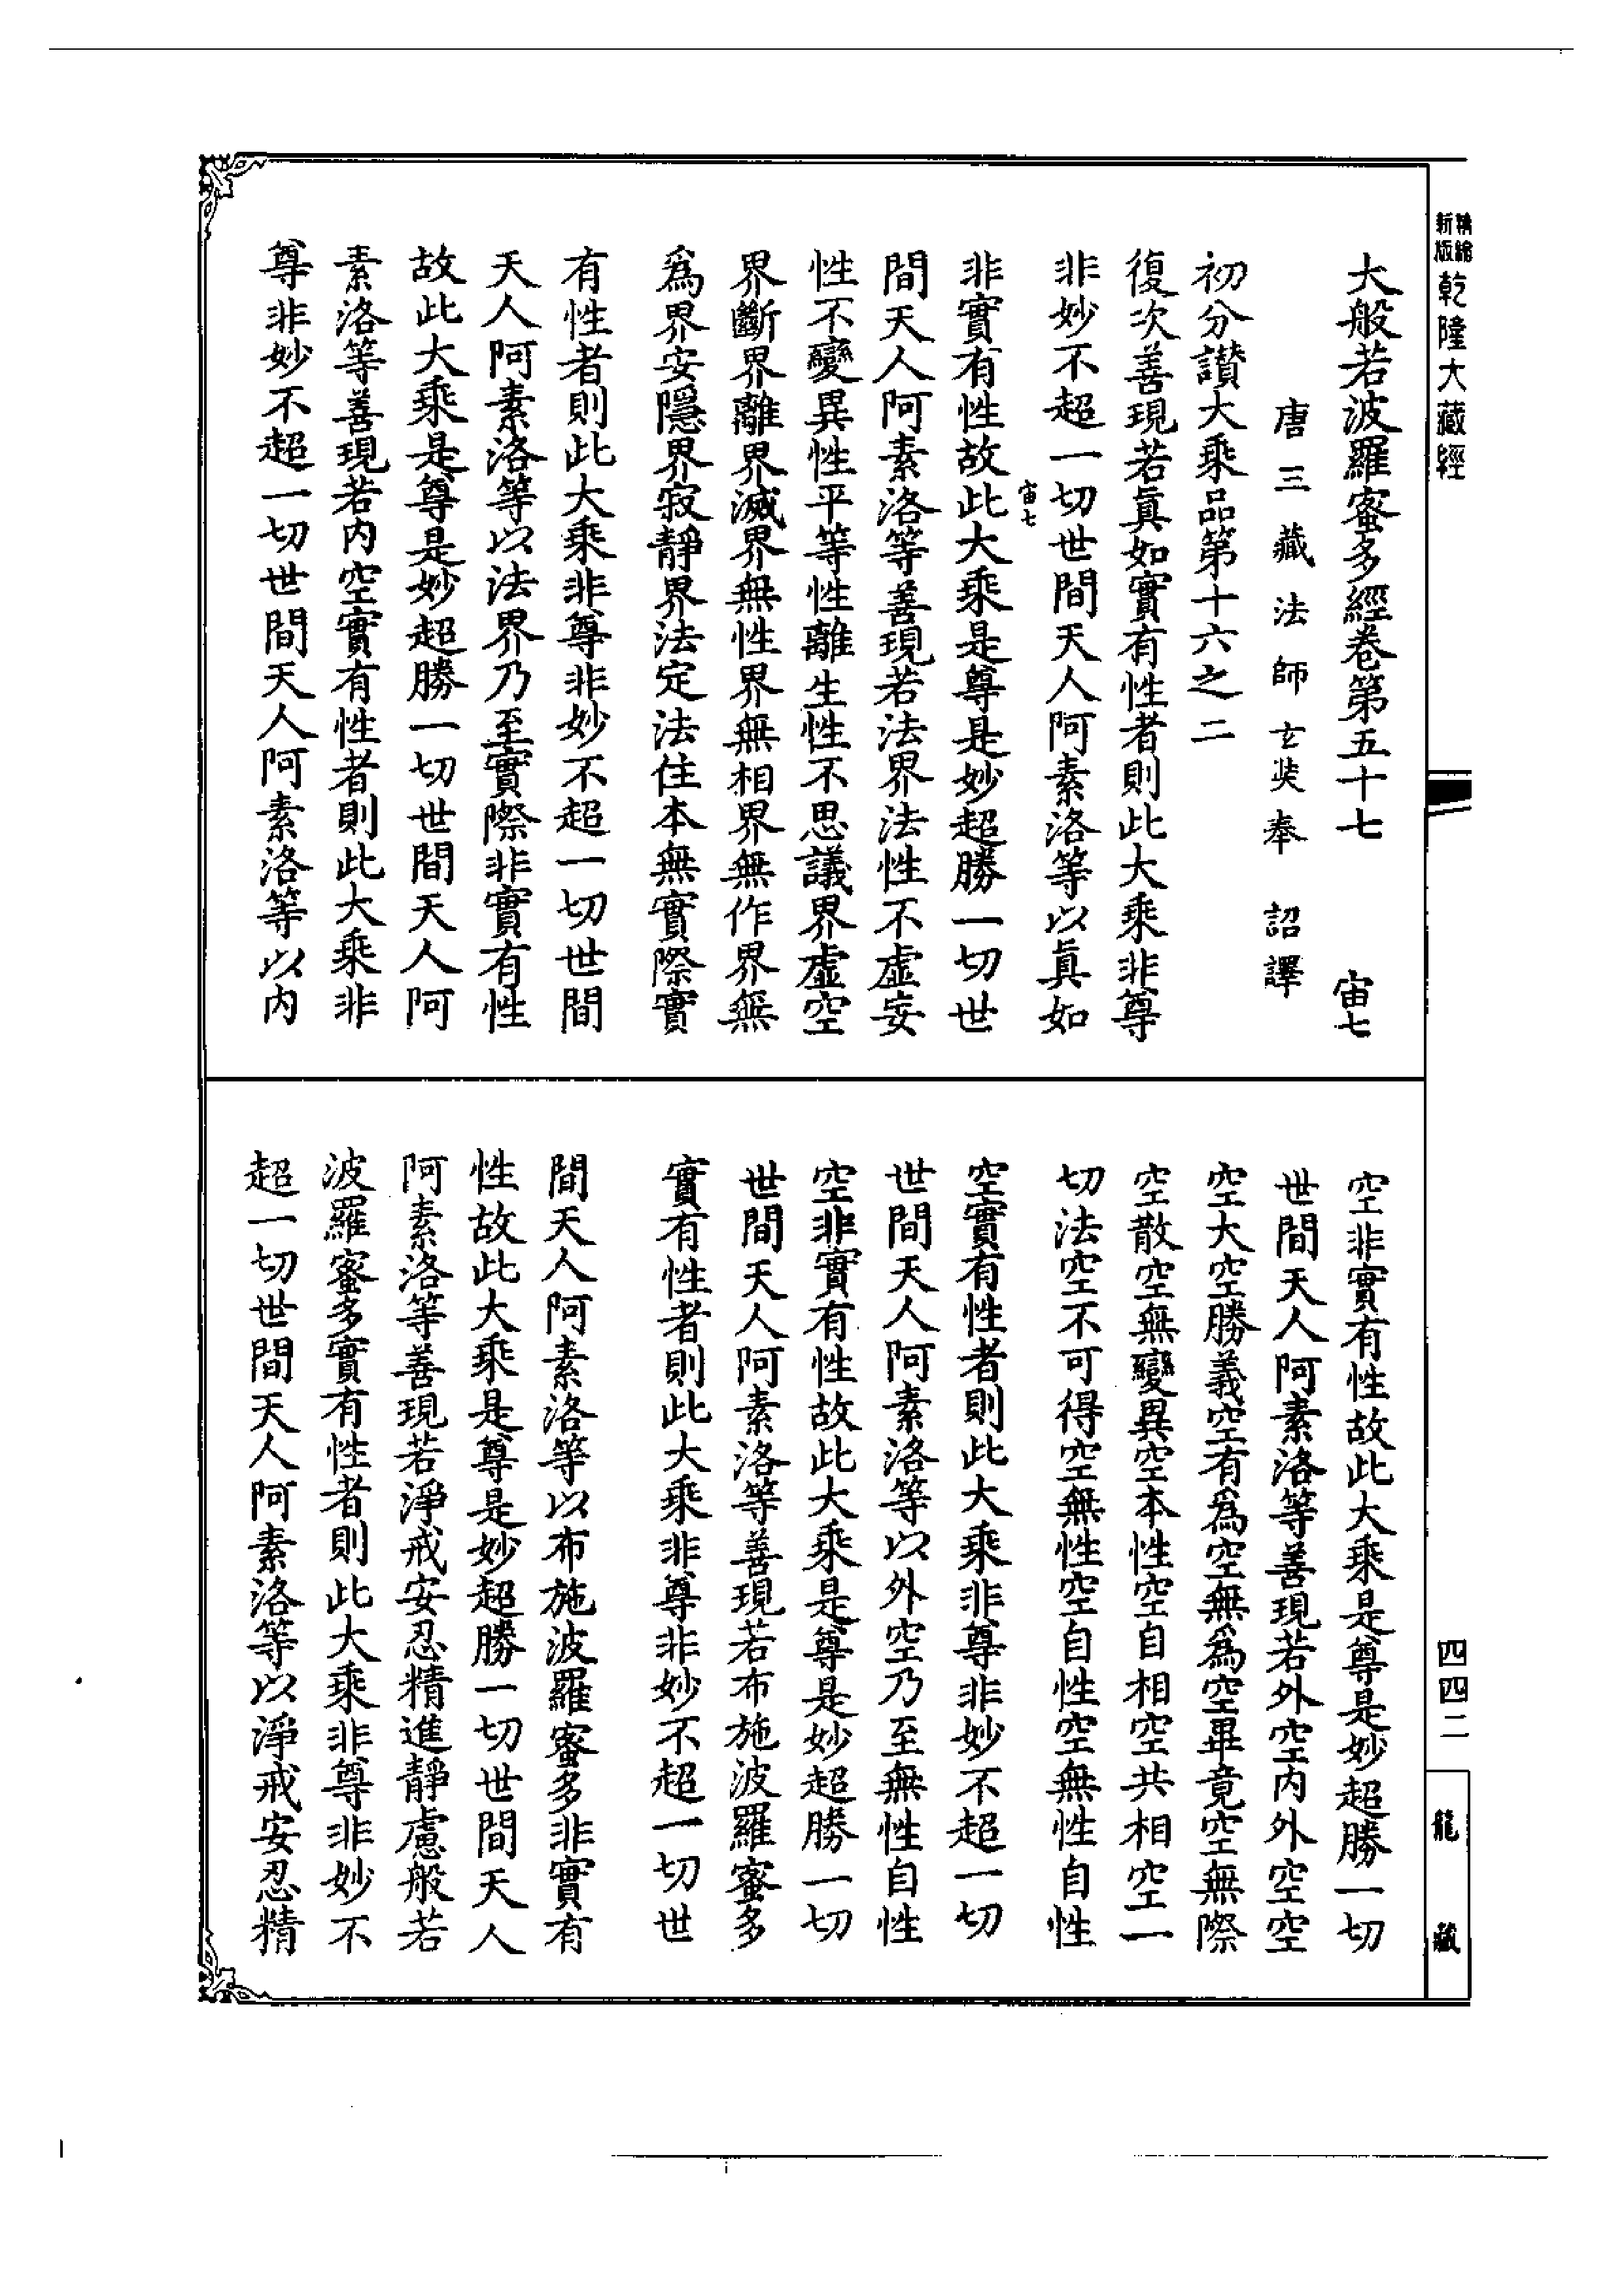 精縮新版
乾隆大藏經
大般若波羅蜜多經卷第五十七 宙七
唐三藏法師玄奘奉 詔譯
初分讚大乘品第十六之二
復次善現若眞如實有性者則此大乘非尊
非妙不超一切世間天人阿素洛等以眞如
宙七
非實有性故此大乘是尊是妙超勝一切世
間天人阿素洛等善現若法界法性不虛妄
性不變異性平等性離生性不思議界虛空
界斷界離界滅界無性界無相界無作界無
爲界安隱界寂靜界法定法住本無實際實
有性者則此大乘非尊非妙不超一切世間
天人阿素洛等以法界乃至實際非實有性
故此大乘是尊是妙超勝一切世間天人阿
素洛等善現若內空實有性者則此大乘非
尊非妙不超一切世間天人阿素洛等以內
空非實有性故此大乘是尊是妙超勝一切
世間天人阿素洛等善現若外空內外空空
空大空勝義空有爲空無爲空畢竟空無際
空散空無變異空本性空自相空共相空一
切法空不可得空無性空自性空無性自性
空實有性者則此大乘非尊非妙不超一切
世間天人阿素洛等以外空乃至無性自性
空非實有性故此大乘是尊是妙超勝一切
世間天人阿素洛等善現若布施波羅蜜多
實有性者則此大乘非尊非妙不超一切世
間天人阿素洛等以布施波羅蜜多非實有
性故此大乘是尊是妙超勝一切世間天人
阿素洛等善現若淨戒安忍精進靜慮般若
波羅蜜多實有性者則此大乘非尊非妙不
超一切世間天人阿素洛等以淨戒安忍精
四四二
龍藏